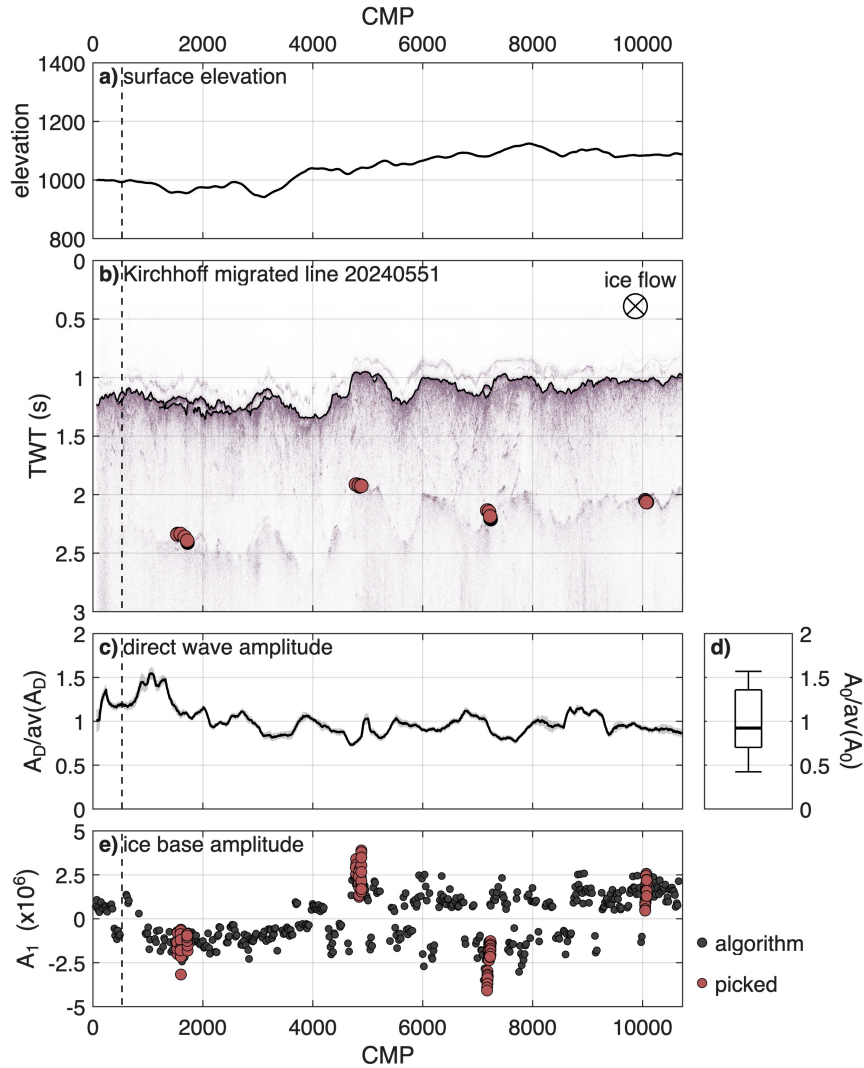 CMP
0 2000 4000 6000 8000 10000
1400
1200
1000
800
elevation
a) surface elevation
0
0.5
1
1.5
2
2.5
3
TWT (s)
b) Kirchhoff migrated line 20240551
ice flow
2
1.5
1
0.5
0
A_D/av(A_D)
c) direct wave amplitude
d)
2
1.5
1
0.5
0
A_0/av(A_0)
5
2.5
0
-2.5
-5
A_1 (x10^6)
e) ice base amplitude
algorithm
picked
0 2000 4000 6000 8000 10000
CMP